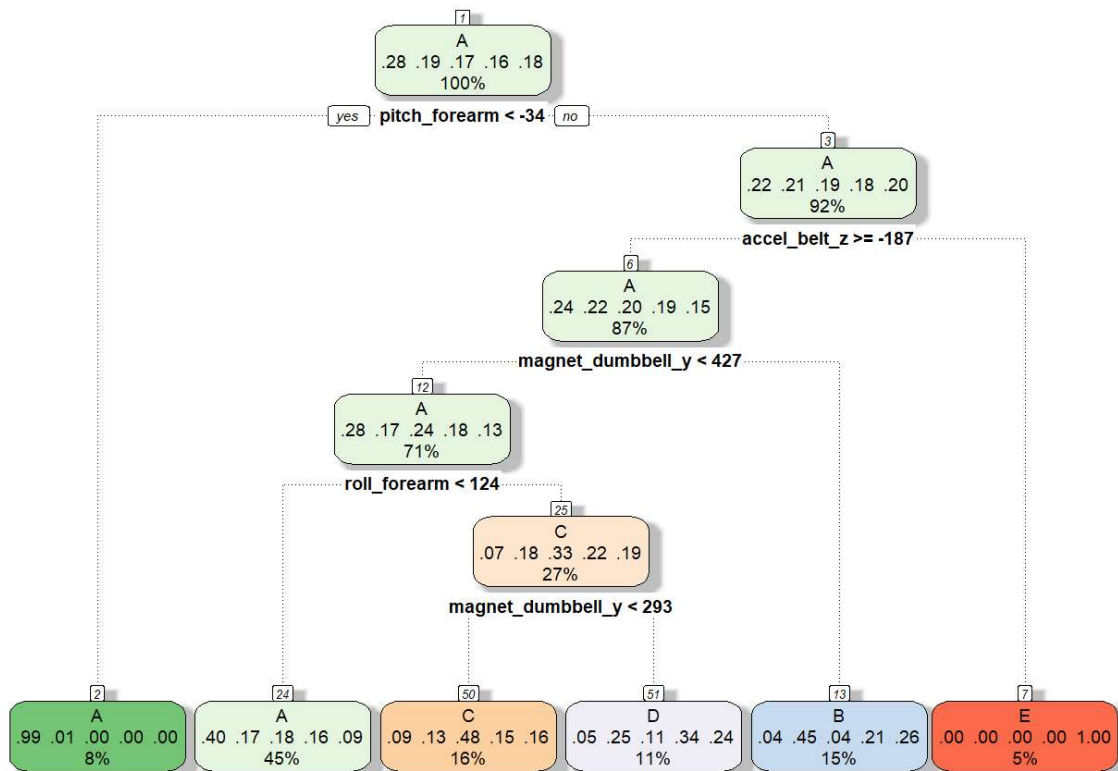 1
A
.28 .19 .17 .16 .18
100%
yes pitch_forearm < -34 no
3
A
.22 .21 .19 .18 .20
92%
accel_belt_z >= -187
6
A
.24 .22 .20 .19 .15
87%
magnet_dumbbell_y < 427
12
A
.28 .17 .24 .18 .13
71%
roll_forearm < 124
25
C
.07 .18 .33 .22 .19
27%
magnet_dumbbell_y < 293
2
A
.99 .01 .00 .00 .00
8%
24
A
.40 .17 .18 .16 .09
45%
50
C
.09 .13 .48 .15 .16
16%
51
D
.05 .25 .11 .34 .24
11%
13
B
.04 .45 .04 .21 .26
15%
7
E
.00 .00 .00 .00 1.00
5%